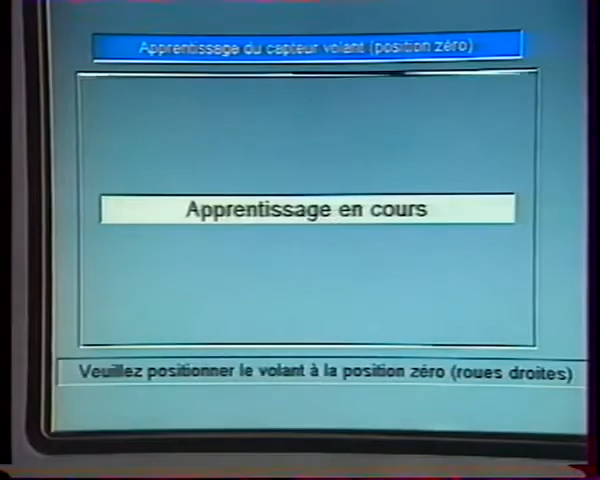 Apprentissage du capteur volant (position zéro)
Apprentissage en cours
Veuillez positionner le volant à la position zéro (roues droites)